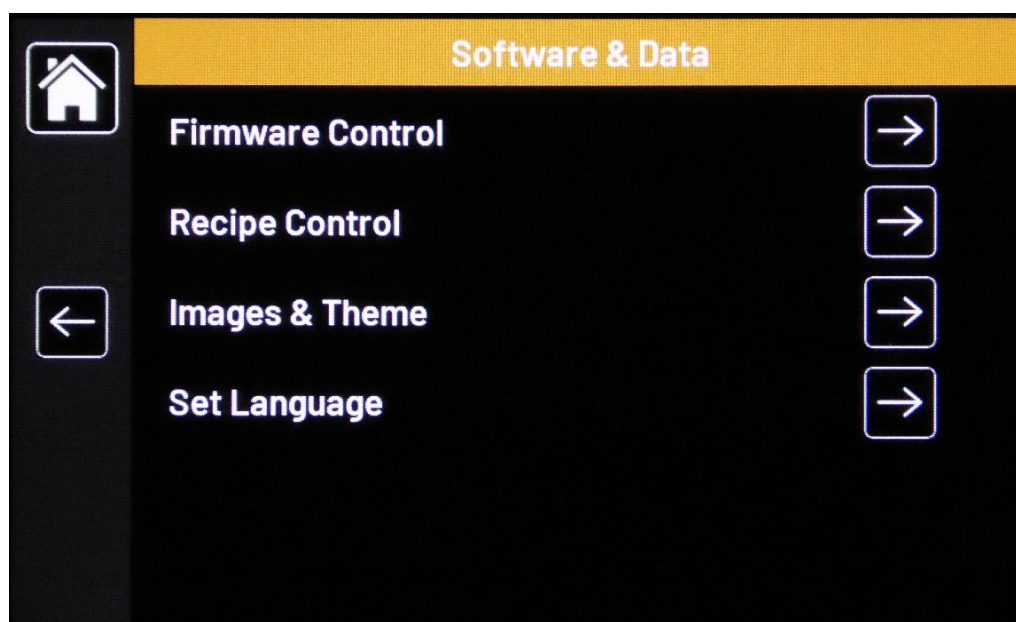 Software & Data
Firmware Control
Recipe Control
Images & Theme
Set Language